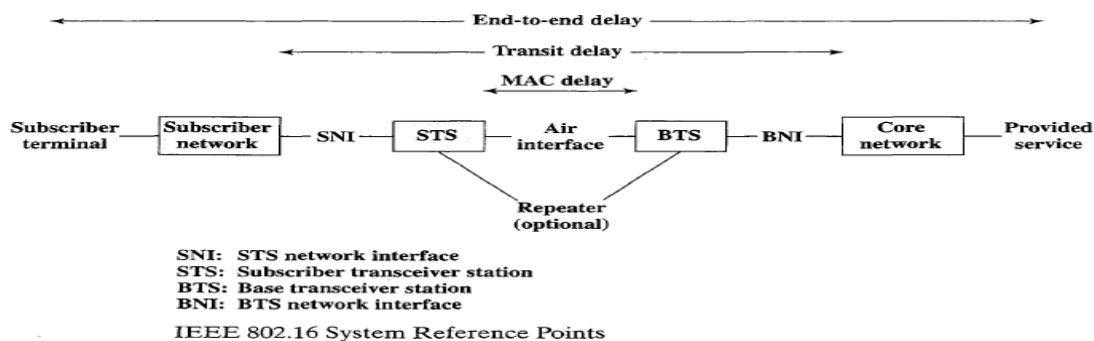 End-to-end delay
Transit delay
MAC delay
Subscriber terminal
Subscriber network
SNI
STS
Air interface
BTS
BNI
Core network
Provided service
Repeater
(optional)
SNI: STS network interface
STS: Subscriber transceiver station
BTS: Base transceiver station
BNI: BTS network interface
IEEE 802.16 System Reference Points